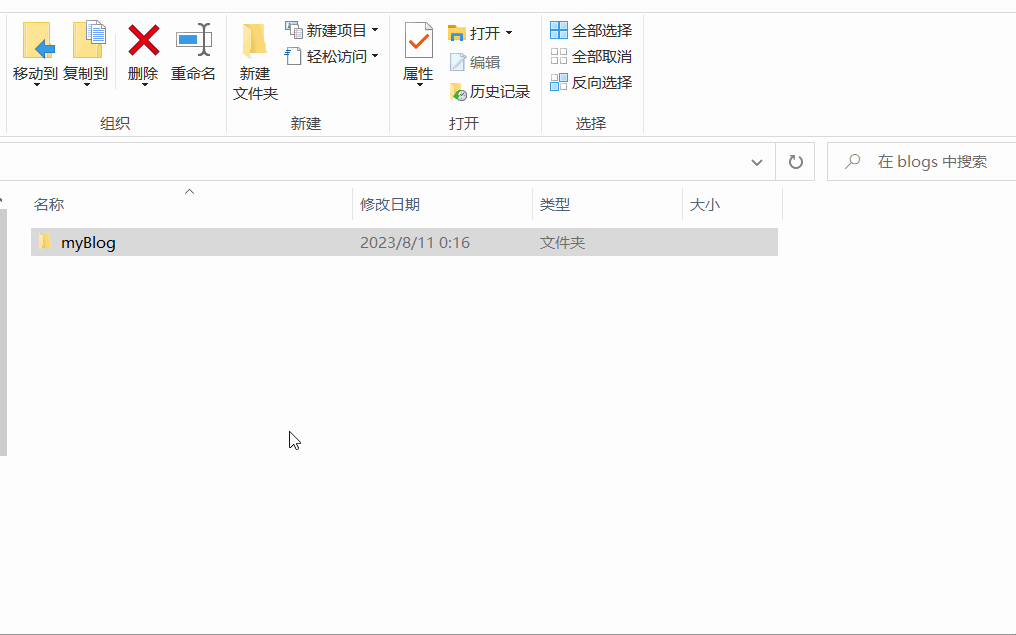 移动到 复制到 删除 重命名
组织
新建
文件夹
新建项目
轻松访问
新建
属性
打开
编辑
历史记录
打开
全部选择
全部取消
反向选择
选择
在 blogs 中搜索
名称 修改日期 类型 大小
myBlog 2023/8/11 0:16 文件夹